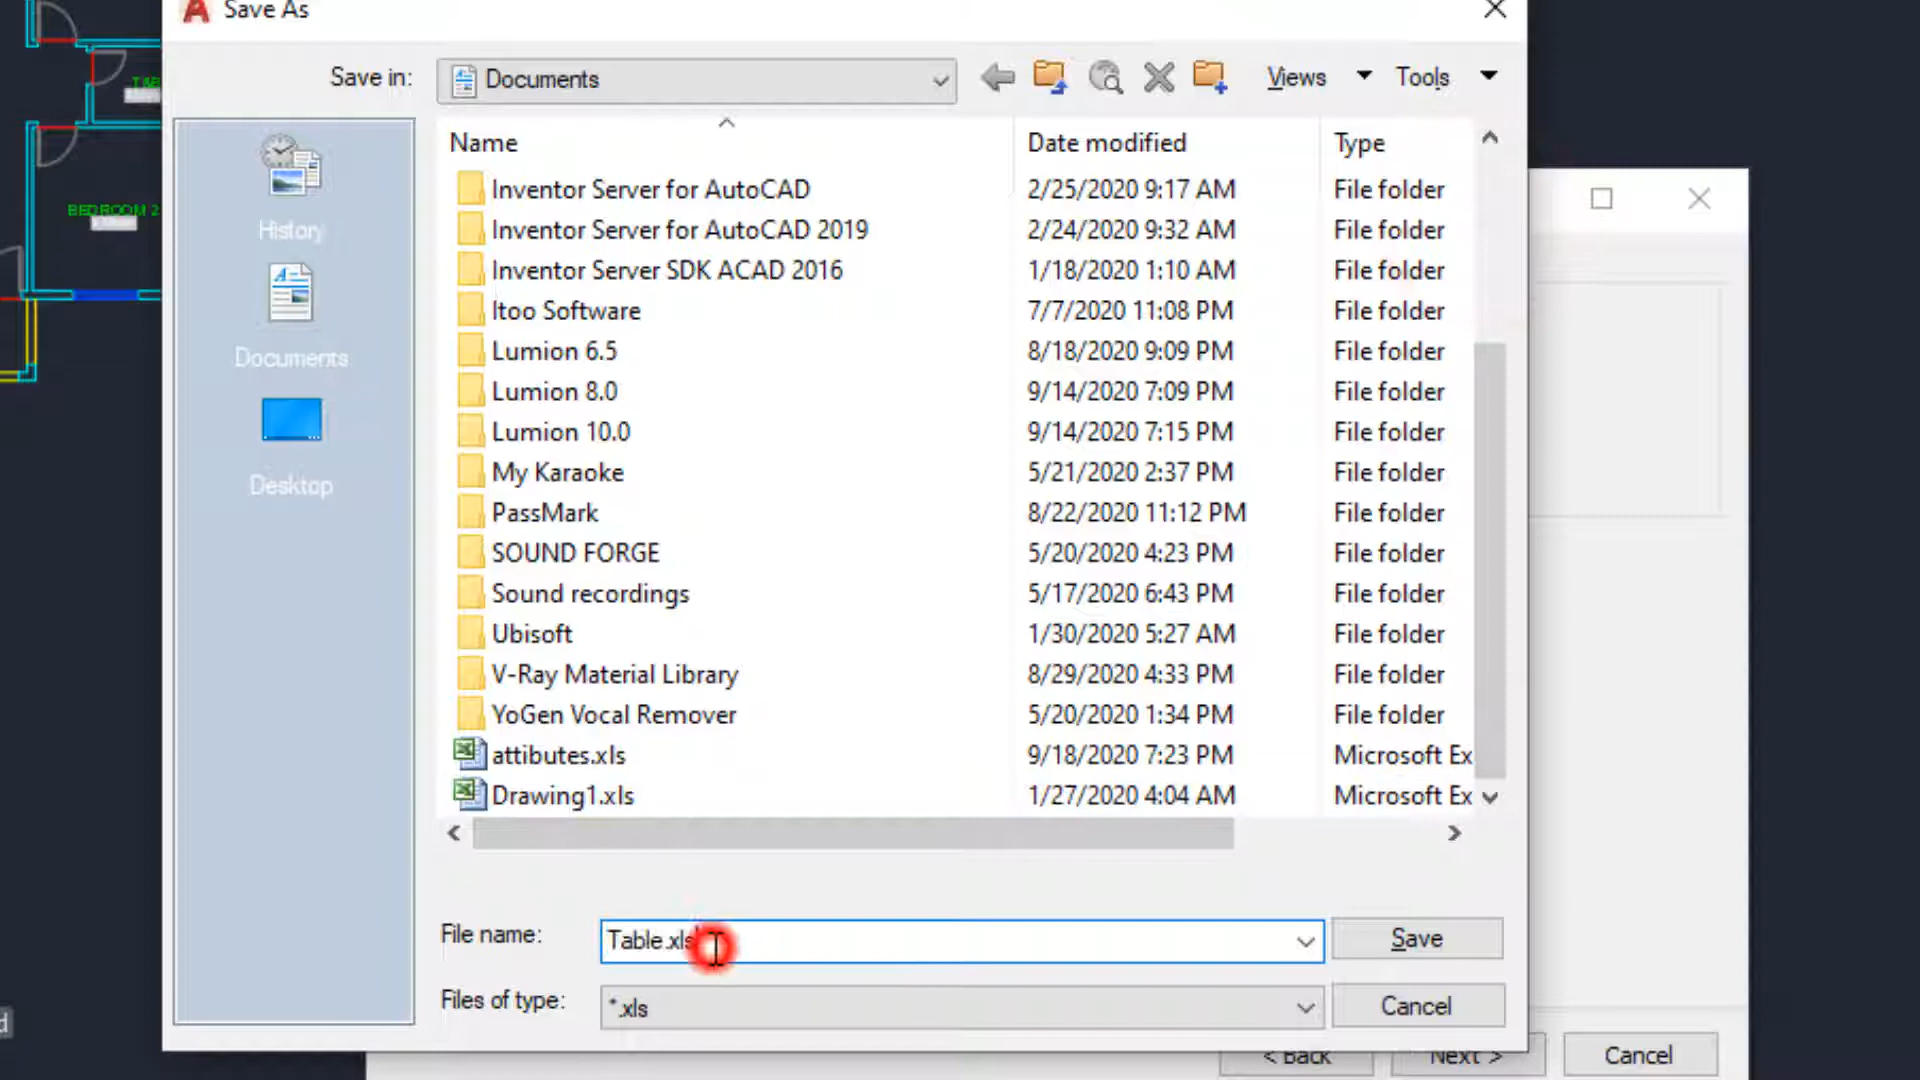 Save As
Save in:
Documents
Views
Tools
Name
Date modified
Type
Inventor Server for AutoCAD
2/25/2020 9:17 AM
File folder
Inventor Server for AutoCAD 2019
2/24/2020 9:32 AM
File folder
Inventor Server SDK ACAD 2016
1/18/2020 1:10 AM
File folder
Itoo Software
7/7/2020 11:08 PM
File folder
Lumion 6.5
8/18/2020 9:09 PM
File folder
Lumion 8.0
9/14/2020 7:09 PM
File folder
Lumion 10.0
9/14/2020 7:15 PM
File folder
My Karaoke
5/21/2020 2:37 PM
File folder
PassMark
8/22/2020 11:12 PM
File folder
SOUND FORGE
5/20/2020 4:23 PM
File folder
Sound recordings
5/17/2020 6:43 PM
File folder
Ubisoft
1/30/2020 5:27 AM
File folder
V-Ray Material Library
8/29/2020 4:33 PM
File folder
YoGen Vocal Remover
5/20/2020 1:34 PM
File folder
attibutes.xls
9/18/2020 7:23 PM
Microsoft Ex
Drawing1.xls
1/27/2020 4:04 AM
Microsoft Ex
History
Documents
Desktop
File name:
Table.xls
Save
Files of type:
*.xls
Cancel
BEDROOM 2
< Back
Next >
Cancel